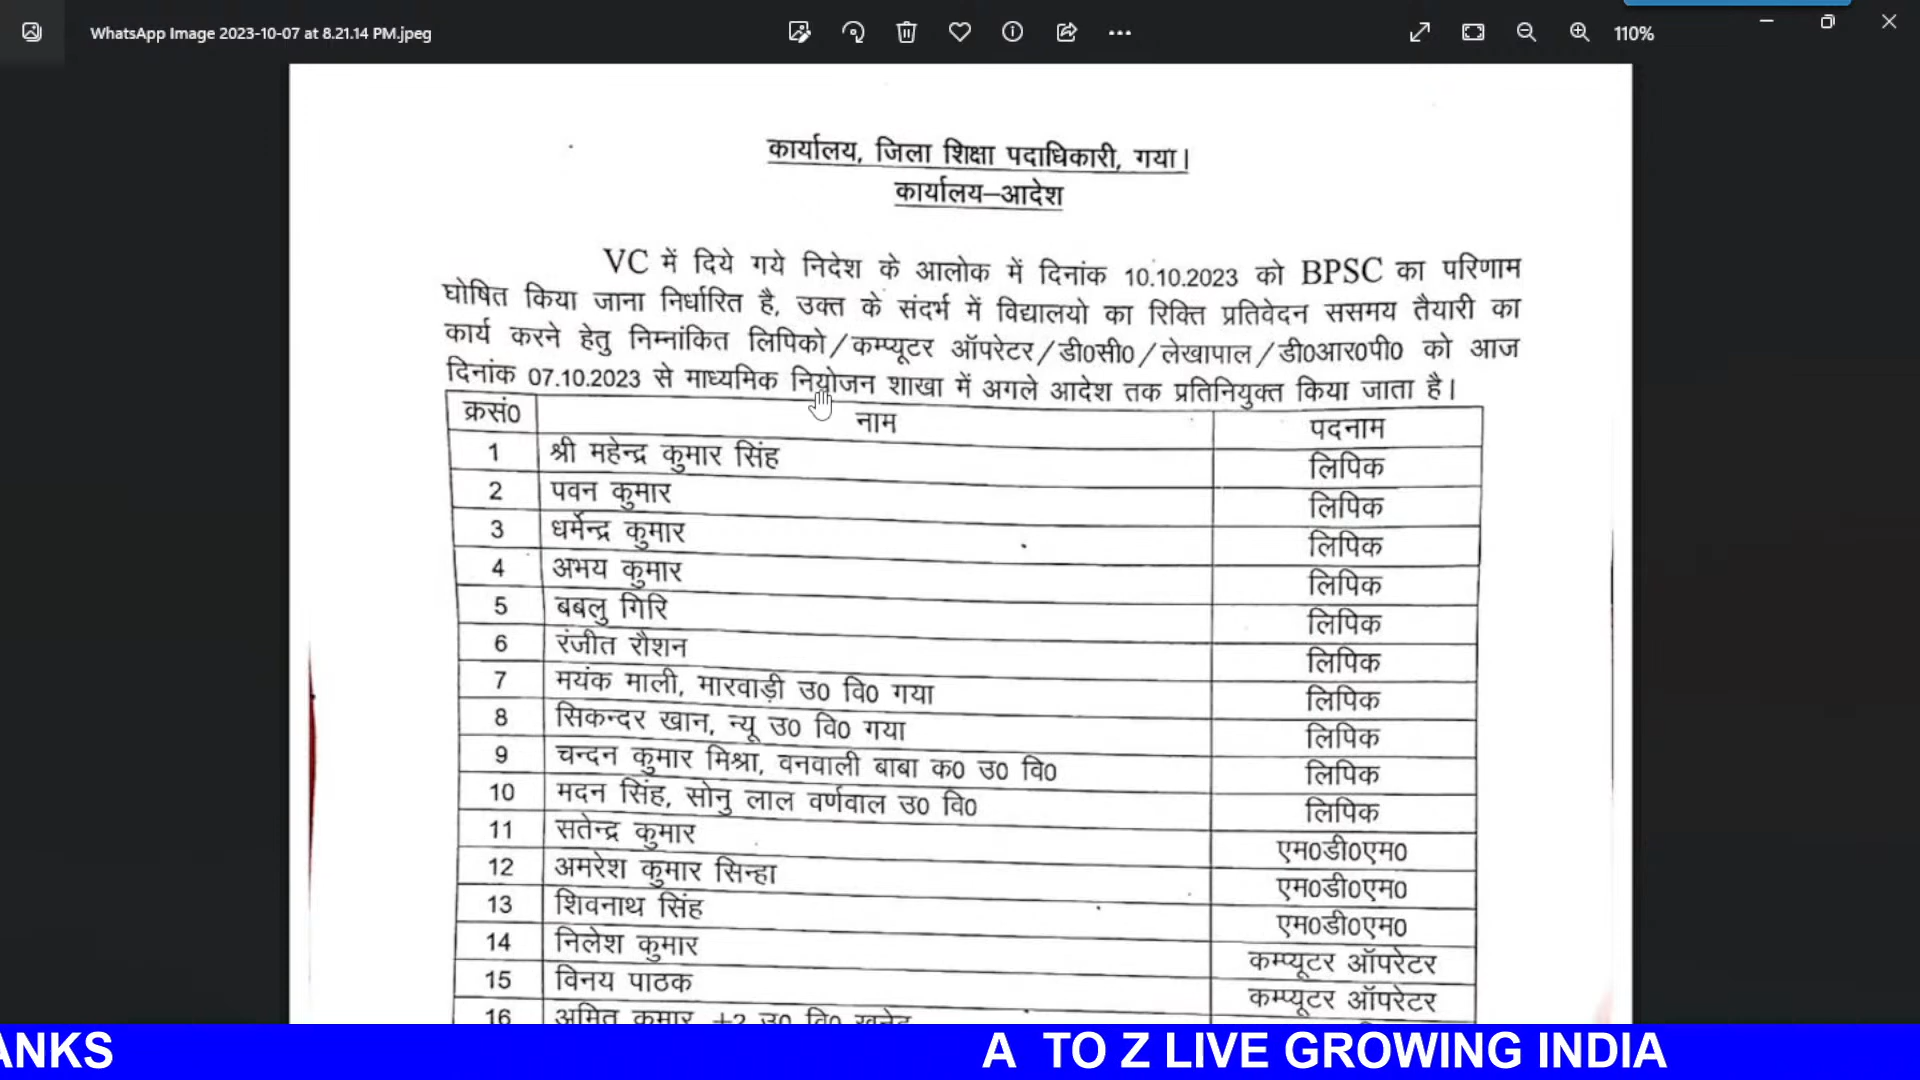 WhatsApp Image 2023-10-07 at 8.21.14 PM.jpeg
110%
कार्यालय, जिला शिक्षा पदाधिकारी, गया।
कार्यालय–आदेश
VC में दिये गये निदेश के आलोक में दिनांक 10.10.2023 को BPSC का परिणाम
घोषित किया जाना निर्धारित है, उक्त के संदर्भ में विद्यालयो का रिक्ति प्रतिवेदन ससमय तैयारी का
कार्य करने हेतु निम्नांकित लिपिको/कम्प्यूटर ऑपरेटर/डी0सी0/लेखापाल/डी0आर0पी0 को आज
दिनांक 07.10.2023 से माध्यमिक नियोजन शाखा में अगले आदेश तक प्रतिनियुक्त किया जाता है।
क्रसं0 नाम पदनाम
1 श्री महेन्द्र कुमार सिंह लिपिक
2 पवन कुमार लिपिक
3 धर्मेन्द्र कुमार लिपिक
4 अभय कुमार लिपिक
5 बबलु गिरि लिपिक
6 रंजीत रौशन लिपिक
7 मयंक माली, मारवाड़ी उ0 वि0 गया लिपिक
8 सिकन्दर खान, न्यू उ0 वि0 गया लिपिक
9 चन्दन कुमार मिश्रा, वनवाली बाबा क0 उ0 वि0 लिपिक
10 मदन सिंह, सोनु लाल वर्णवाल उ0 वि0 लिपिक
11 सतेन्द्र कुमार एम0डी0एम0
12 अमरेश कुमार सिन्हा एम0डी0एम0
13 शिवनाथ सिंह एम0डी0एम0
14 निलेश कुमार कम्प्यूटर ऑपरेटर
15 विनय पाठक कम्प्यूटर ऑपरेटर
16 अमित कुमार, +2 उ0 वि0
ANKS A TO Z LIVE GROWING INDIA